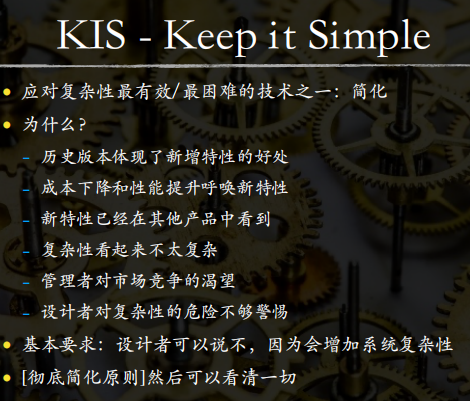 KIS - Keep it Simple
应对复杂性最有效/最困难的技术之一：简化
为什么?
- 历史版本体现了新增特性的好处
- 成本下降和性能提升呼唤新特性
- 新特性已经在其他产品中看到
- 复杂性看起来不太复杂
- 管理者对市场竞争的渴望
- 设计者对复杂性的危险不够警惕
基本要求：设计者可以说不，因为会增加系统复杂性
[彻底简化原则]然后可以看清一切